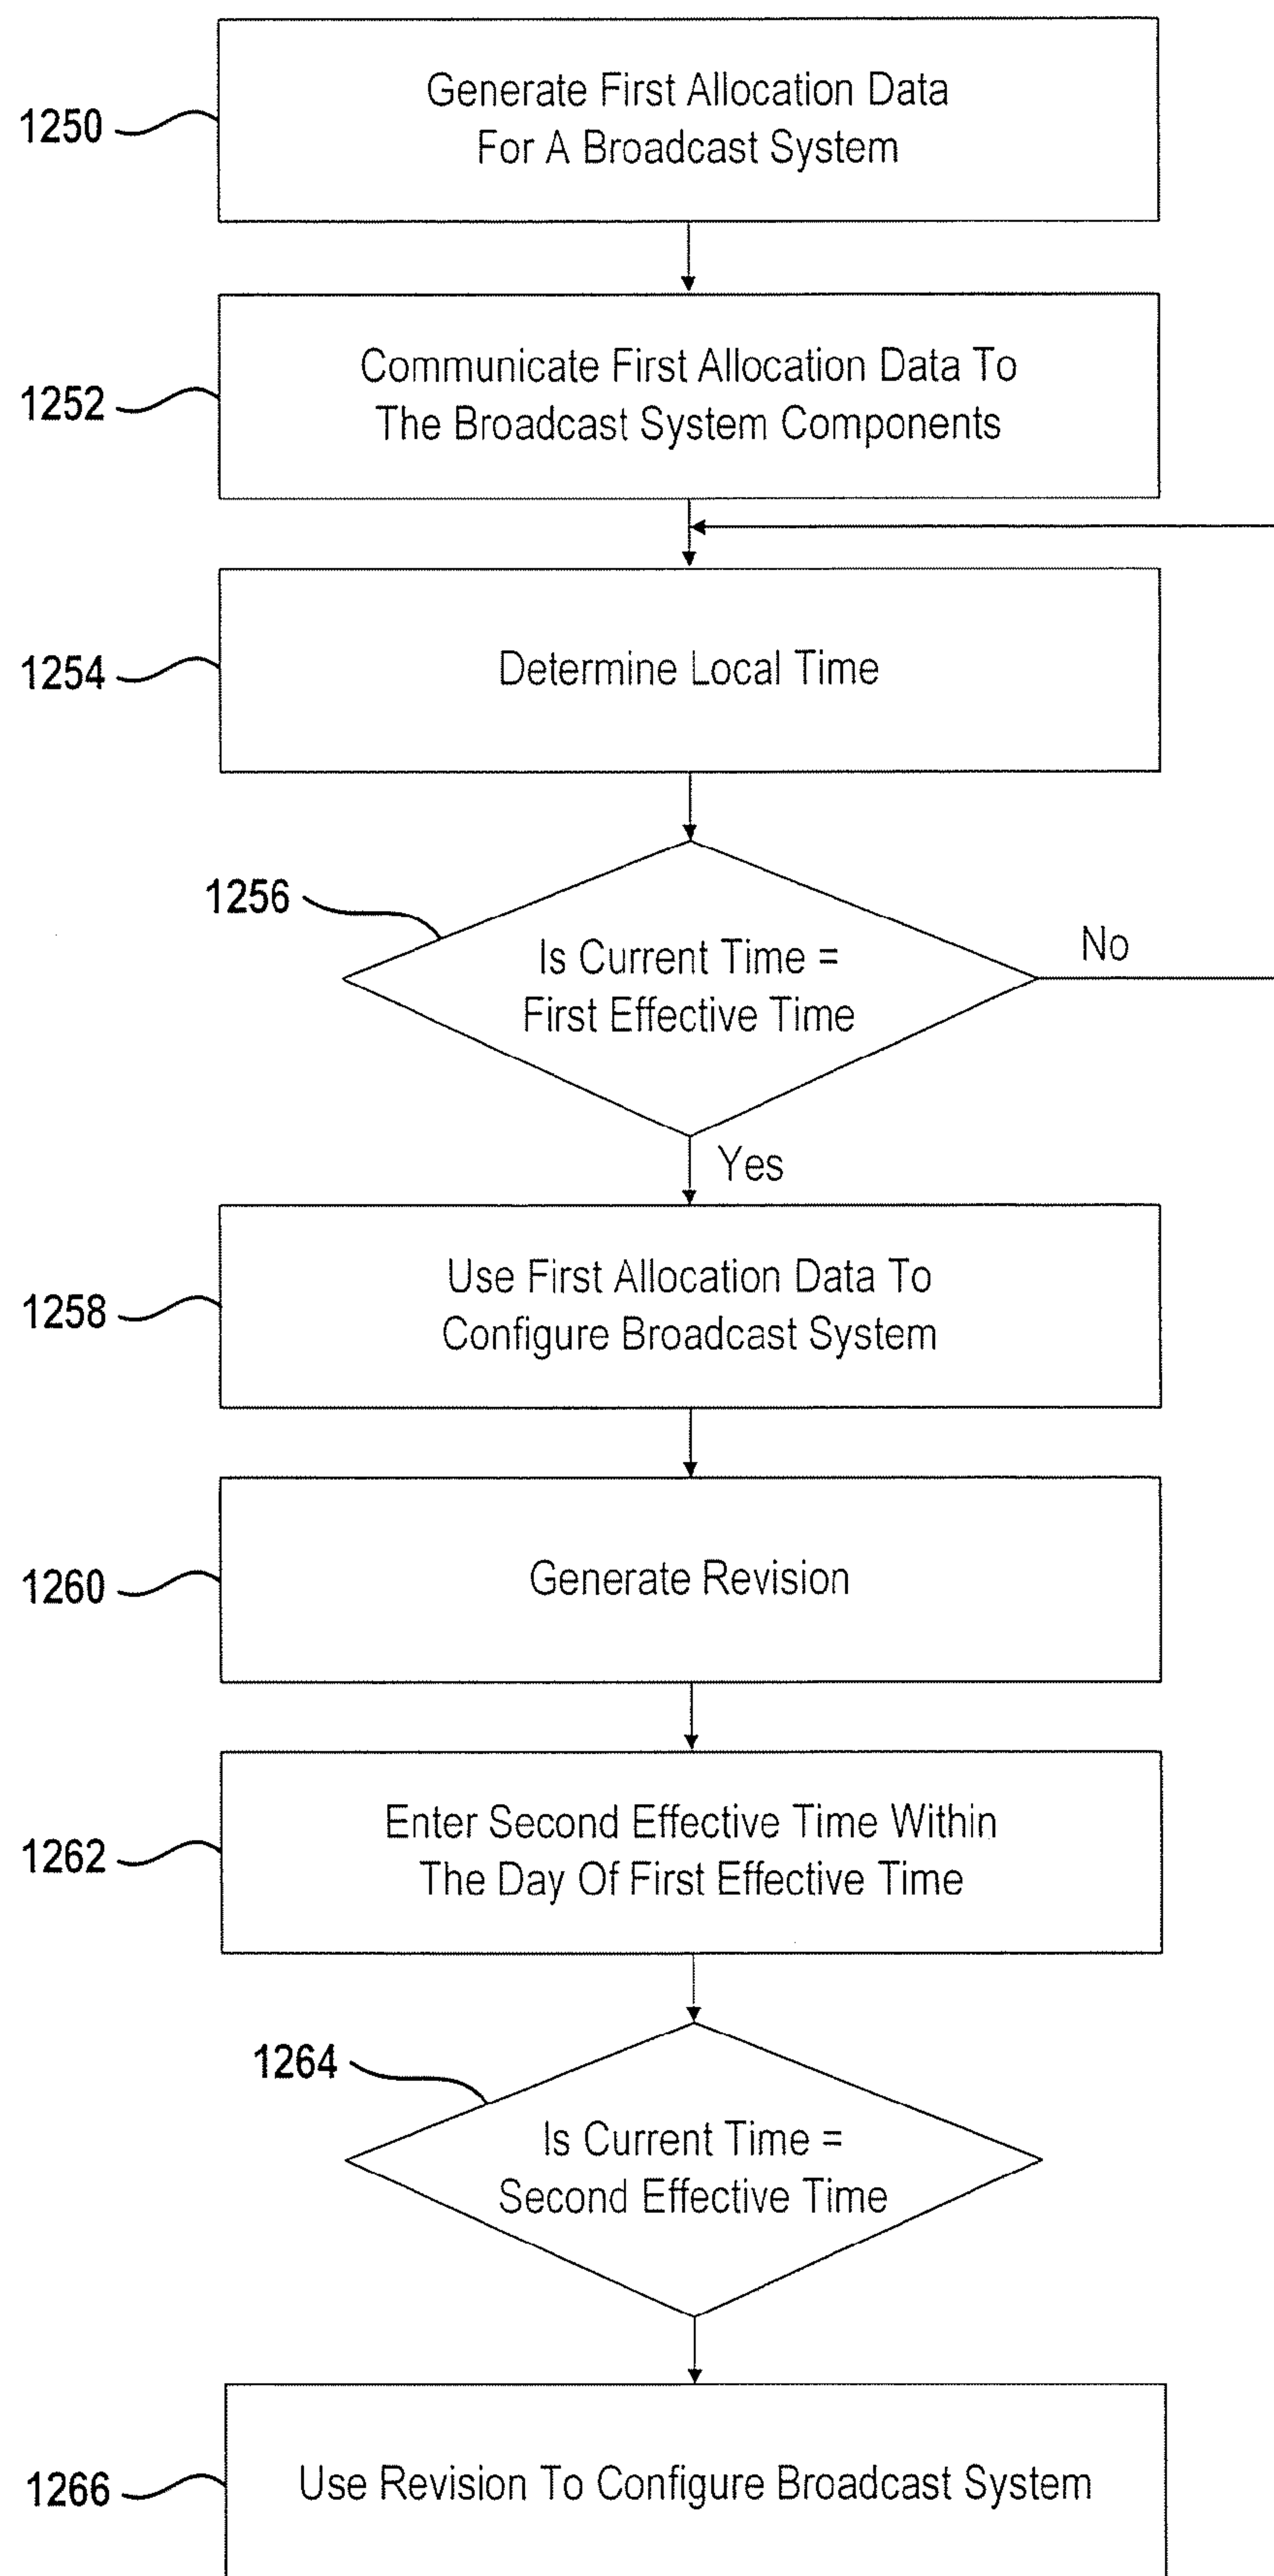 1250
Generate First Allocation Data
For A Broadcast System
1252
Communicate First Allocation Data To
The Broadcast System Components
1254
Determine Local Time
1256
Is Current Time =
First Effective Time
No
Yes
1258
Use First Allocation Data To
Configure Broadcast System
1260
Generate Revision
1262
Enter Second Effective Time Within
The Day Of First Effective Time
1264
Is Current Time =
Second Effective Time
1266
Use Revision To Configure Broadcast System